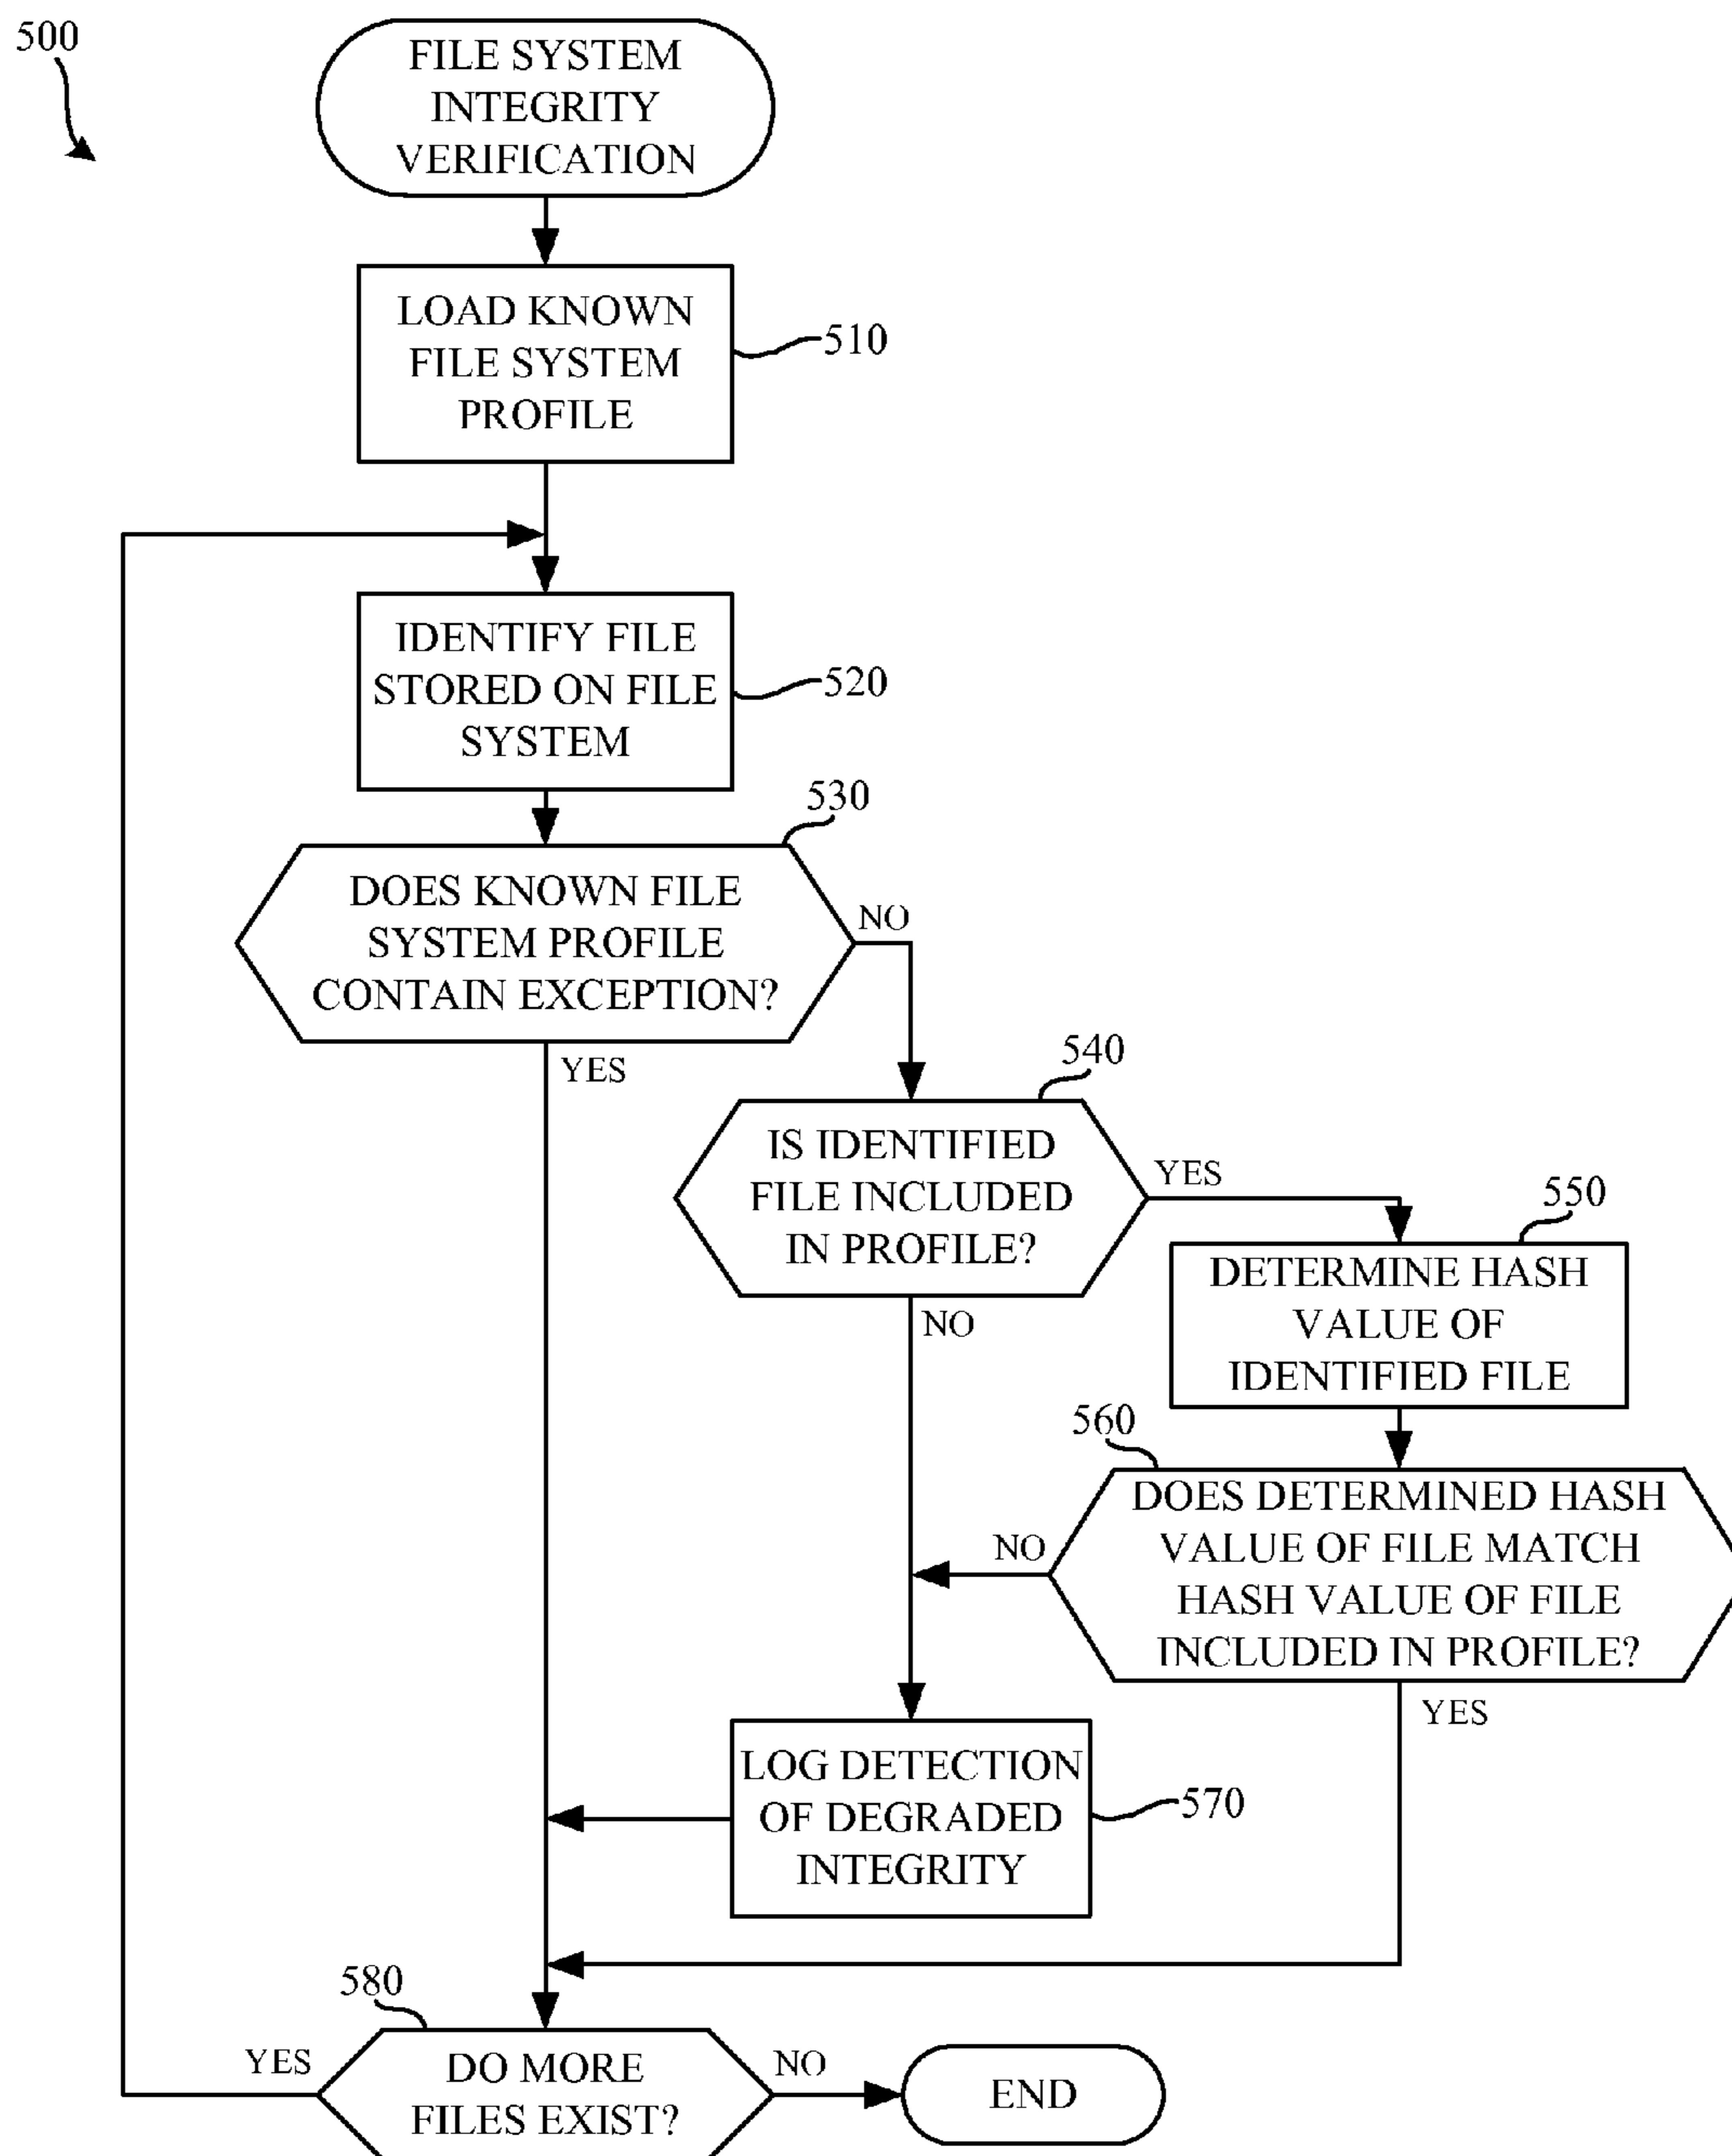 500
FILE SYSTEM
INTEGRITY
VERIFICATION
LOAD KNOWN
FILE SYSTEM
PROFILE
510
IDENTIFY FILE
STORED ON FILE
SYSTEM
520
530
DOES KNOWN FILE
SYSTEM PROFILE
CONTAIN EXCEPTION?
NO
YES
540
IS IDENTIFIED
FILE INCLUDED
IN PROFILE?
YES
NO
550
DETERMINE HASH
VALUE OF
IDENTIFIED FILE
560
DOES DETERMINED HASH
VALUE OF FILE MATCH
HASH VALUE OF FILE
INCLUDED IN PROFILE?
NO
YES
LOG DETECTION
OF DEGRADED
INTEGRITY
570
580
DO MORE
FILES EXIST?
YES
NO
END